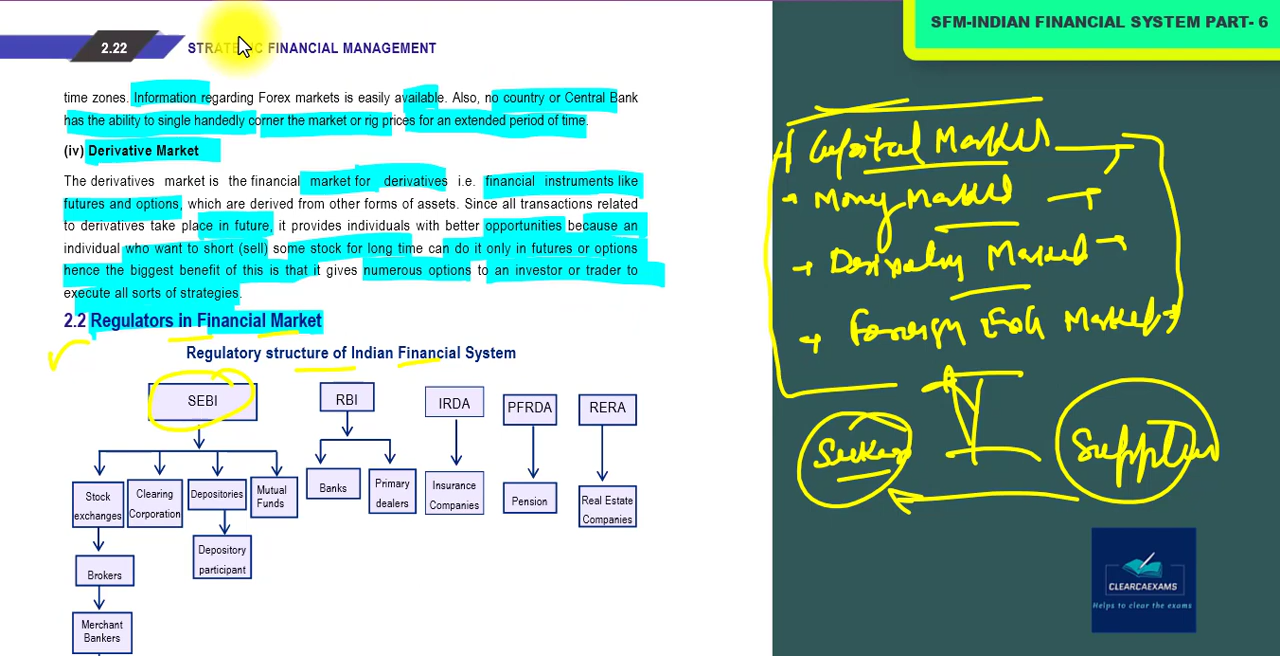 SFM-INDIAN FINANCIAL SYSTEM PART- 6
2.22 STRATEGIC FINANCIAL MANAGEMENT
time zones. Information regarding Forex markets is easily available. Also, no country or Central Bank
has the ability to single handedly corner the market or rig prices for an extended period of time.
(iv) Derivative Market
The derivatives market is the financial market for derivatives i.e. financial instruments like
futures and options, which are derived from other forms of assets. Since all transactions related
to derivatives take place in future, it provides individuals with better opportunities because an
individual who want to short (sell) some stock for long time can do it only in futures or options
hence the biggest benefit of this is that it gives numerous options to an investor or trader to
execute all sorts of strategies.
2.2 Regulators in Financial Market
Regulatory structure of Indian Financial System
SEBI RBI IRDA PFRDA RERA
Stock
exchanges
Clearing
Corporation
Depositories
Mutual
Funds
Banks
Primary
dealers
Insurance
Companies
Pension
Real Estate
Companies
Depository
participant
Brokers
Merchant
Bankers
Capital Market
Money Market
Market
Foreign Market
CLEARCAEXAMS
Helps to clear the exams